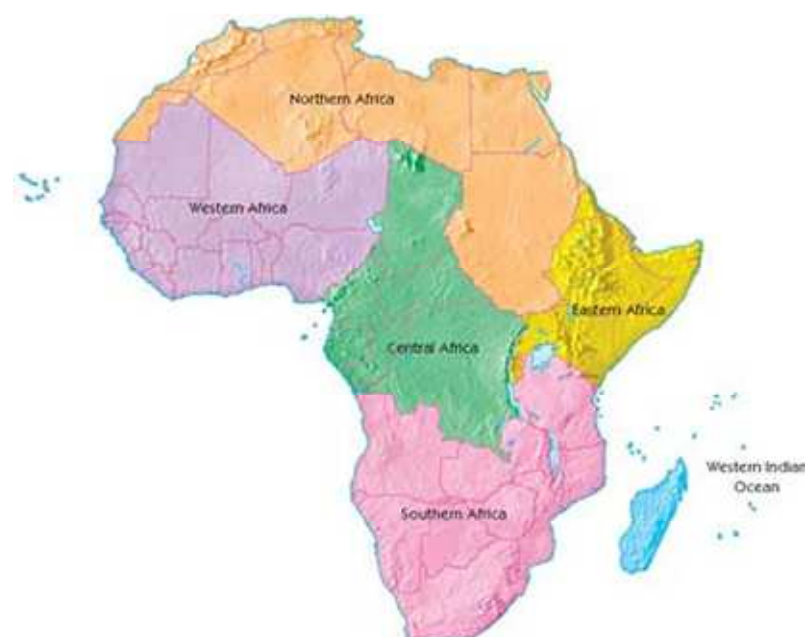 Northern Africa
Western Africa
Eastern Africa
Central Africa
Western Indian
Ocean
Southern Africa